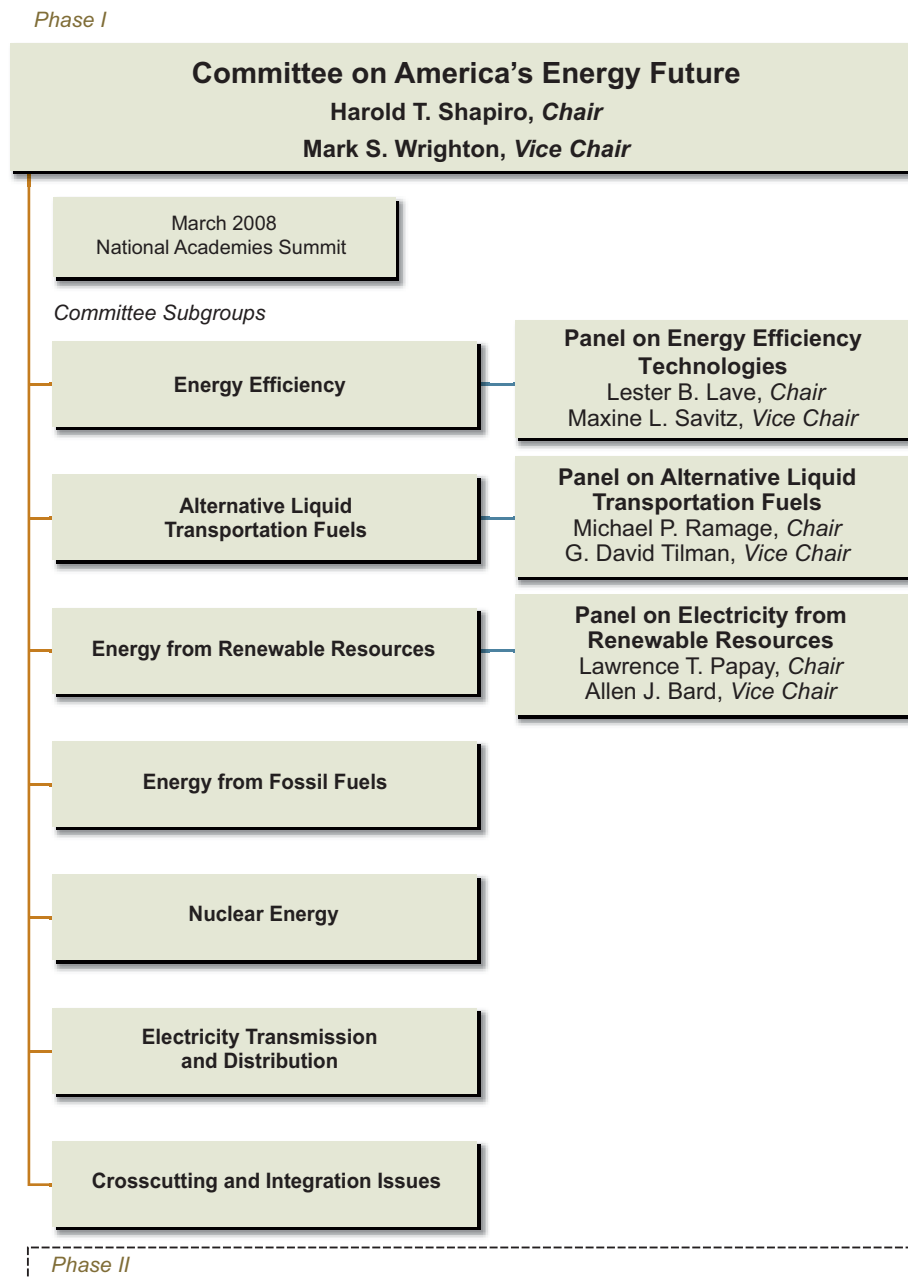 Phase I
Committee on America's Energy Future
Harold T. Shapiro, Chair
Mark S. Wrighton, Vice Chair
March 2008
National Academies Summit
Committee Subgroups
Energy Efficiency
Panel on Energy Efficiency
Technologies
Lester B. Lave, Chair
Maxine L. Savitz, Vice Chair
Alternative Liquid
Transportation Fuels
Panel on Alternative Liquid
Transportation Fuels
Michael P. Ramage, Chair
G. David Tilman, Vice Chair
Energy from Renewable Resources
Panel on Electricity from
Renewable Resources
Lawrence T. Papay, Chair
Allen J. Bard, Vice Chair
Energy from Fossil Fuels
Nuclear Energy
Electricity Transmission
and Distribution
Crosscutting and Integration Issues
Phase II